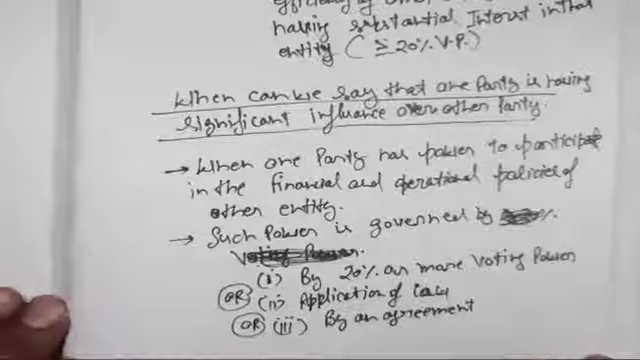 efficiency of
having substantial Interest in that
entity ( ≥ 20% V.P.)
When can we say that one Party is having
significant influence over other Party.
→ When one Party has power to participat
in the financial and operational policies of
other entity.
→ Such Power is governed by
(i) By 20% or more Voting Power
OR (ii) Application of Law
OR (iii) By an agreement